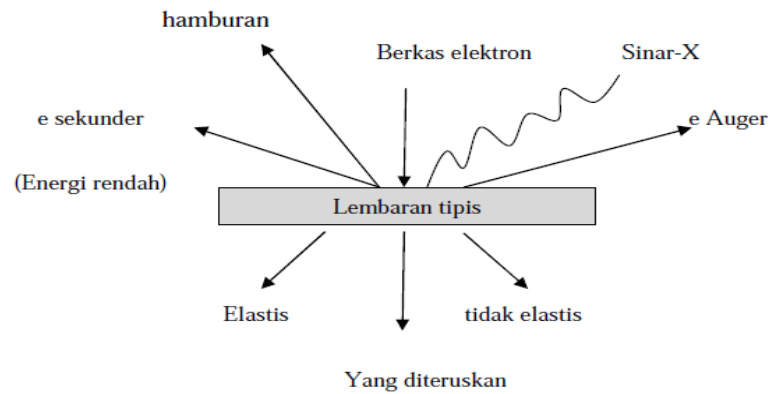 hamburan
Berkas elektron
Sinar-X
e sekunder
e Auger
(Energi rendah)
Lembaran tipis
Elastis
tidak elastis
Yang diteruskan